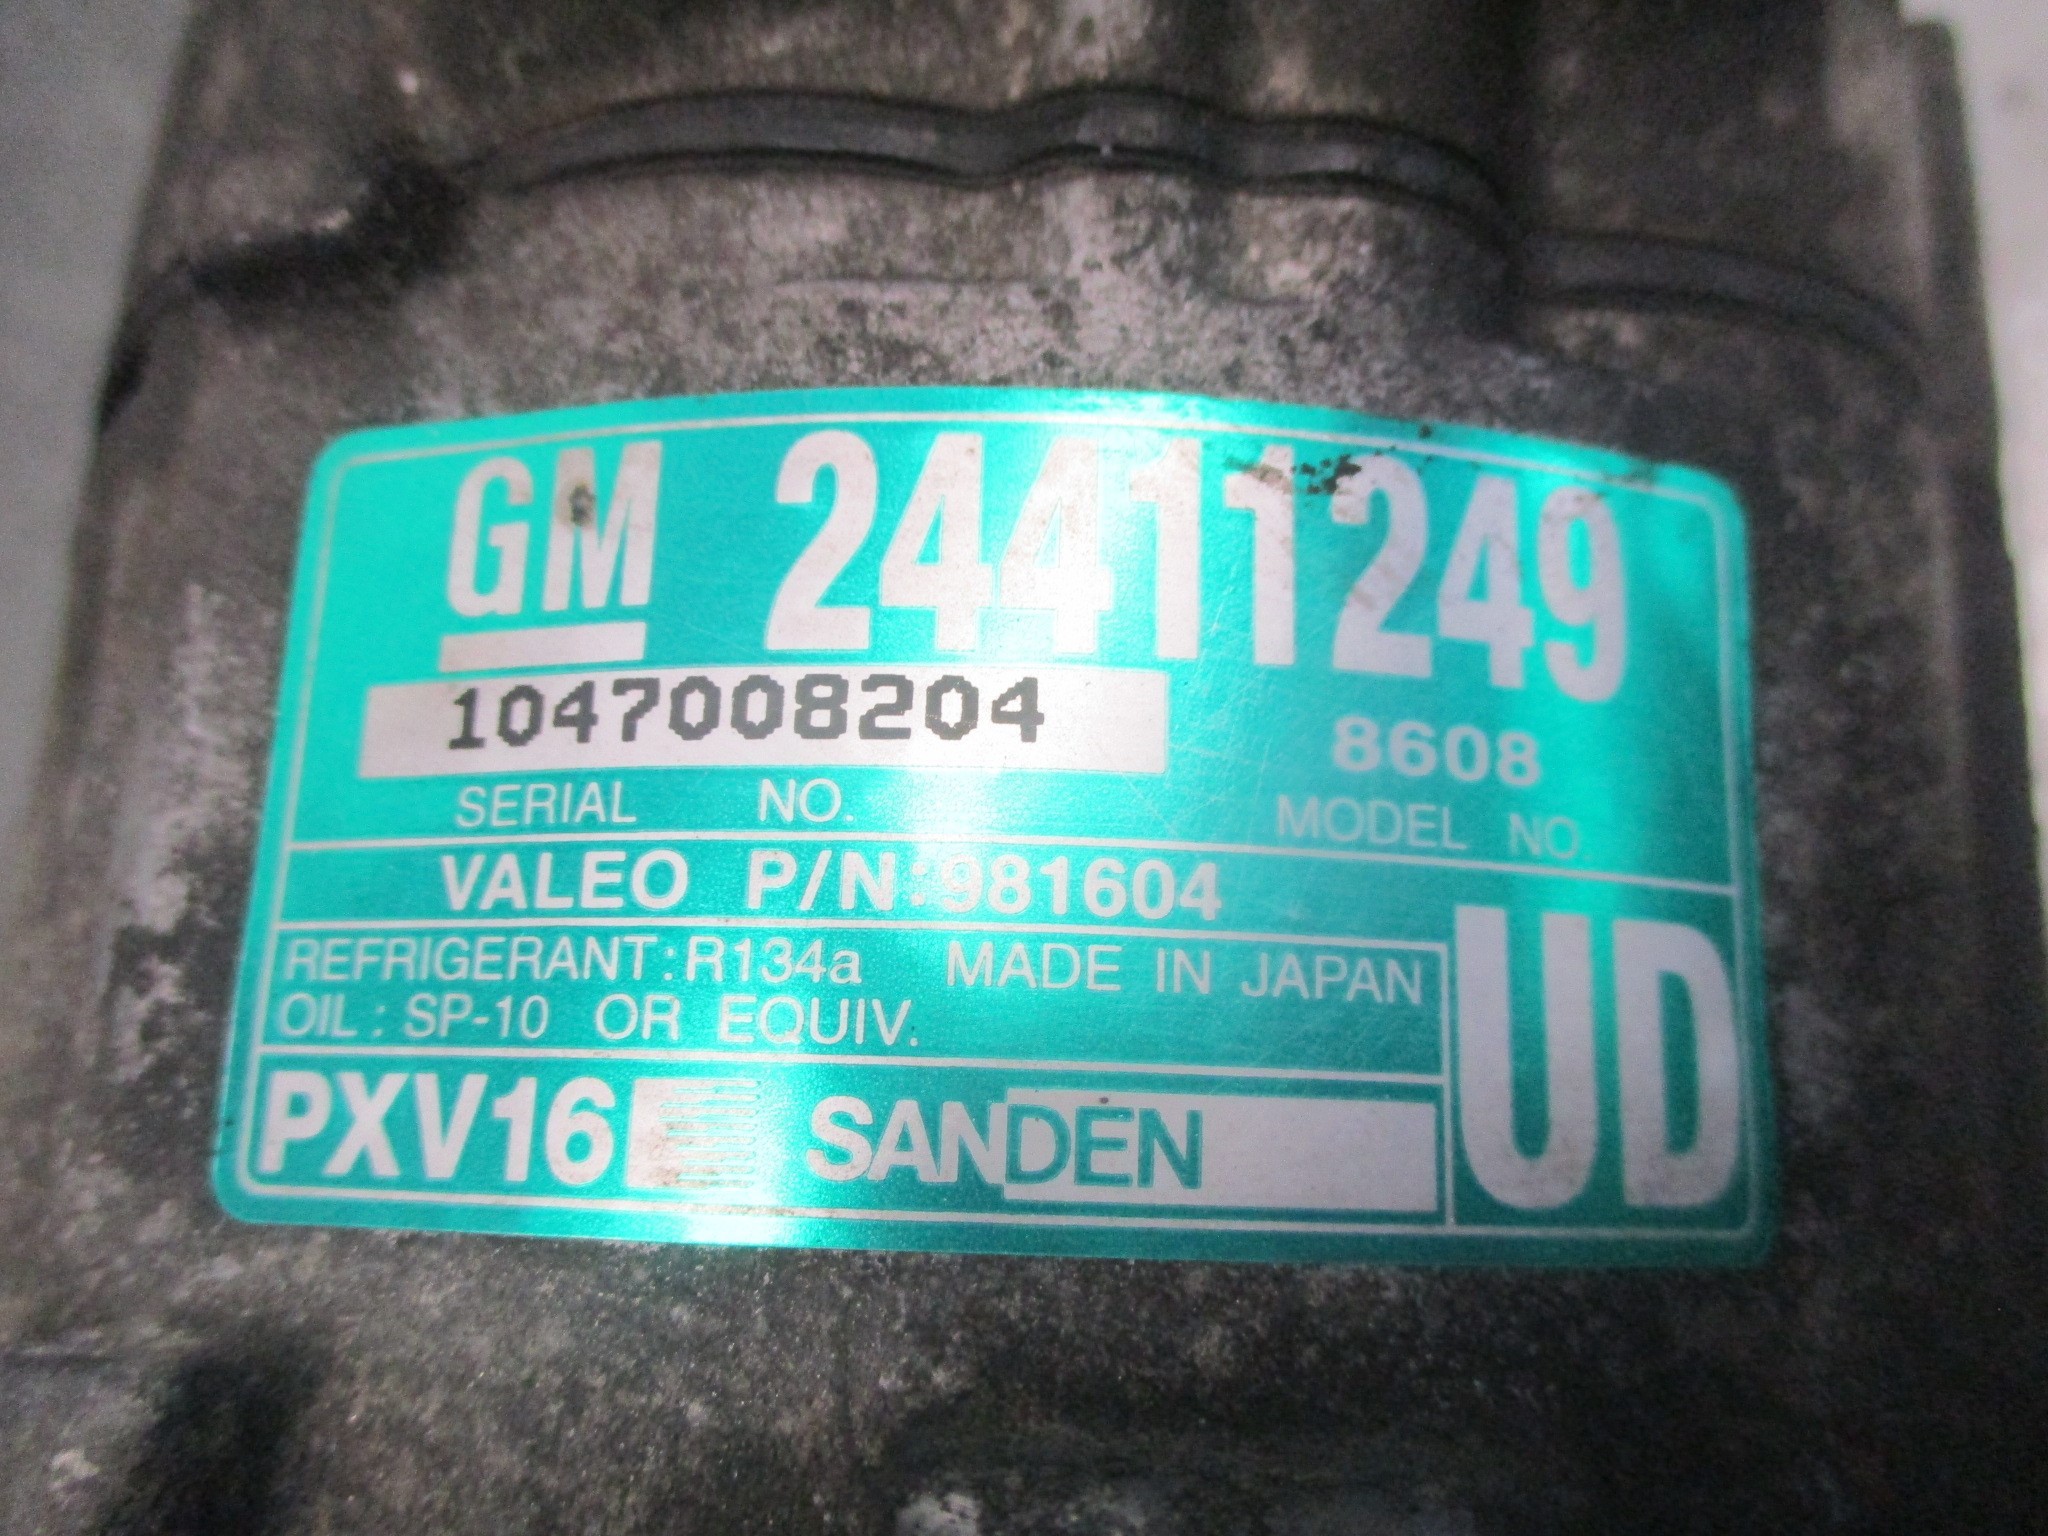 GM 24411249
1047008204
8608
SERIAL NO.
MODEL NO.
VALEO P/N:981604
REFRIGERANT:R134a MADE IN JAPAN
OIL: SP-10 OR EQUIV.
UD
PXV16 SANDEN